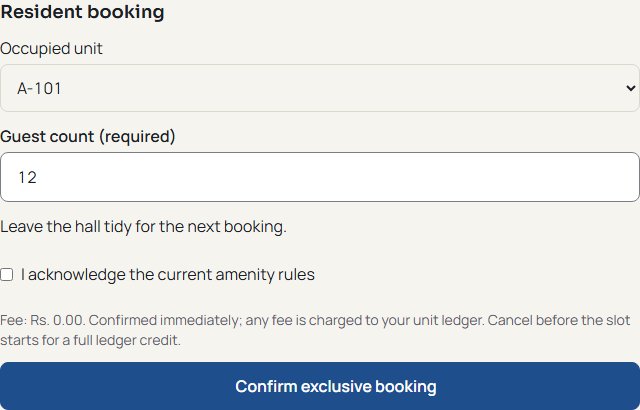 Resident booking
Occupied unit
A-101
Guest count (required)
12
Leave the hall tidy for the next booking.
I acknowledge the current amenity rules
Fee: Rs. 0.00. Confirmed immediately; any fee is charged to your unit ledger. Cancel before the slot
starts for a full ledger credit.
Confirm exclusive booking